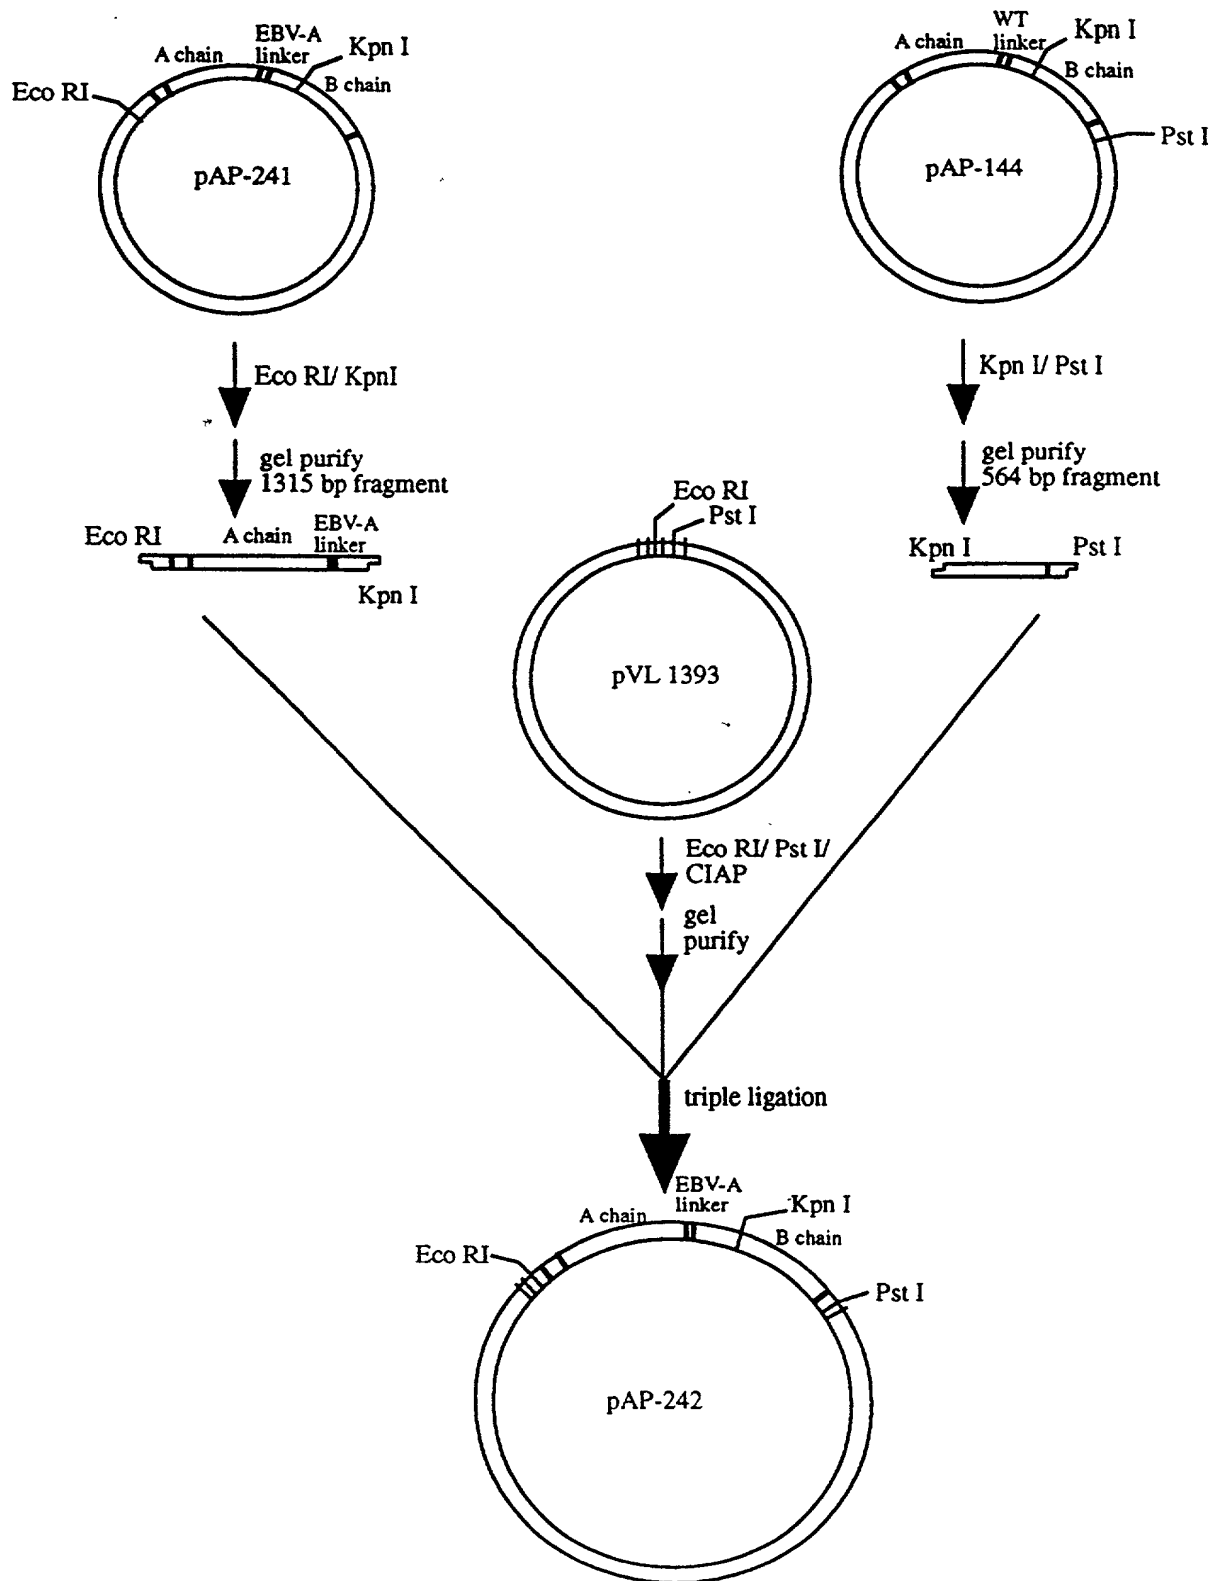 EBV-A
linker
A chain
Kpn I
B chain
Eco RI
pAP-241
WT
linker
A chain
Kpn I
B chain
Pst I
pAP-144
Eco RI/ KpnI
gel purify
1315 bp fragment
Kpn I/ Pst I
gel purify
564 bp fragment
Eco RI
A chain
EBV-A
linker
Kpn I
Eco RI
Pst I
Kpn I
Pst I
pVL 1393
Eco RI/ Pst I/
CIAP
gel
purify
triple ligation
EBV-A
linker
A chain
Kpn I
B chain
Eco RI
Pst I
pAP-242